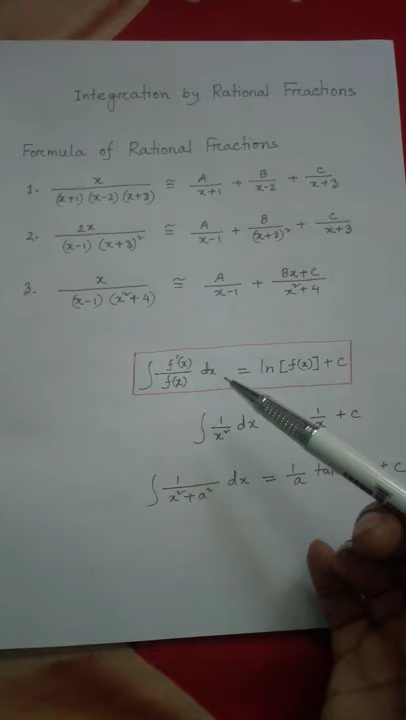 Integration by Rational Fractions
Formula of Rational Fractions
1. x/((x+1)(x-2)(x+3)) ≅ A/(x+1) + B/(x-2) + C/(x+3)
2. 2x/((x-1)(x+3)²) ≅ A/(x-1) + B/(x+3)² + C/(x+3)
3. x/((x-1)(x²+4)) ≅ A/(x-1) + (Bx+C)/(x²+4)
∫ f'(x)/f(x) dx = ln[f(x)] + C
∫ 1/x² dx 1/x + C
∫ 1/(x²+a²) dx = 1/a + C